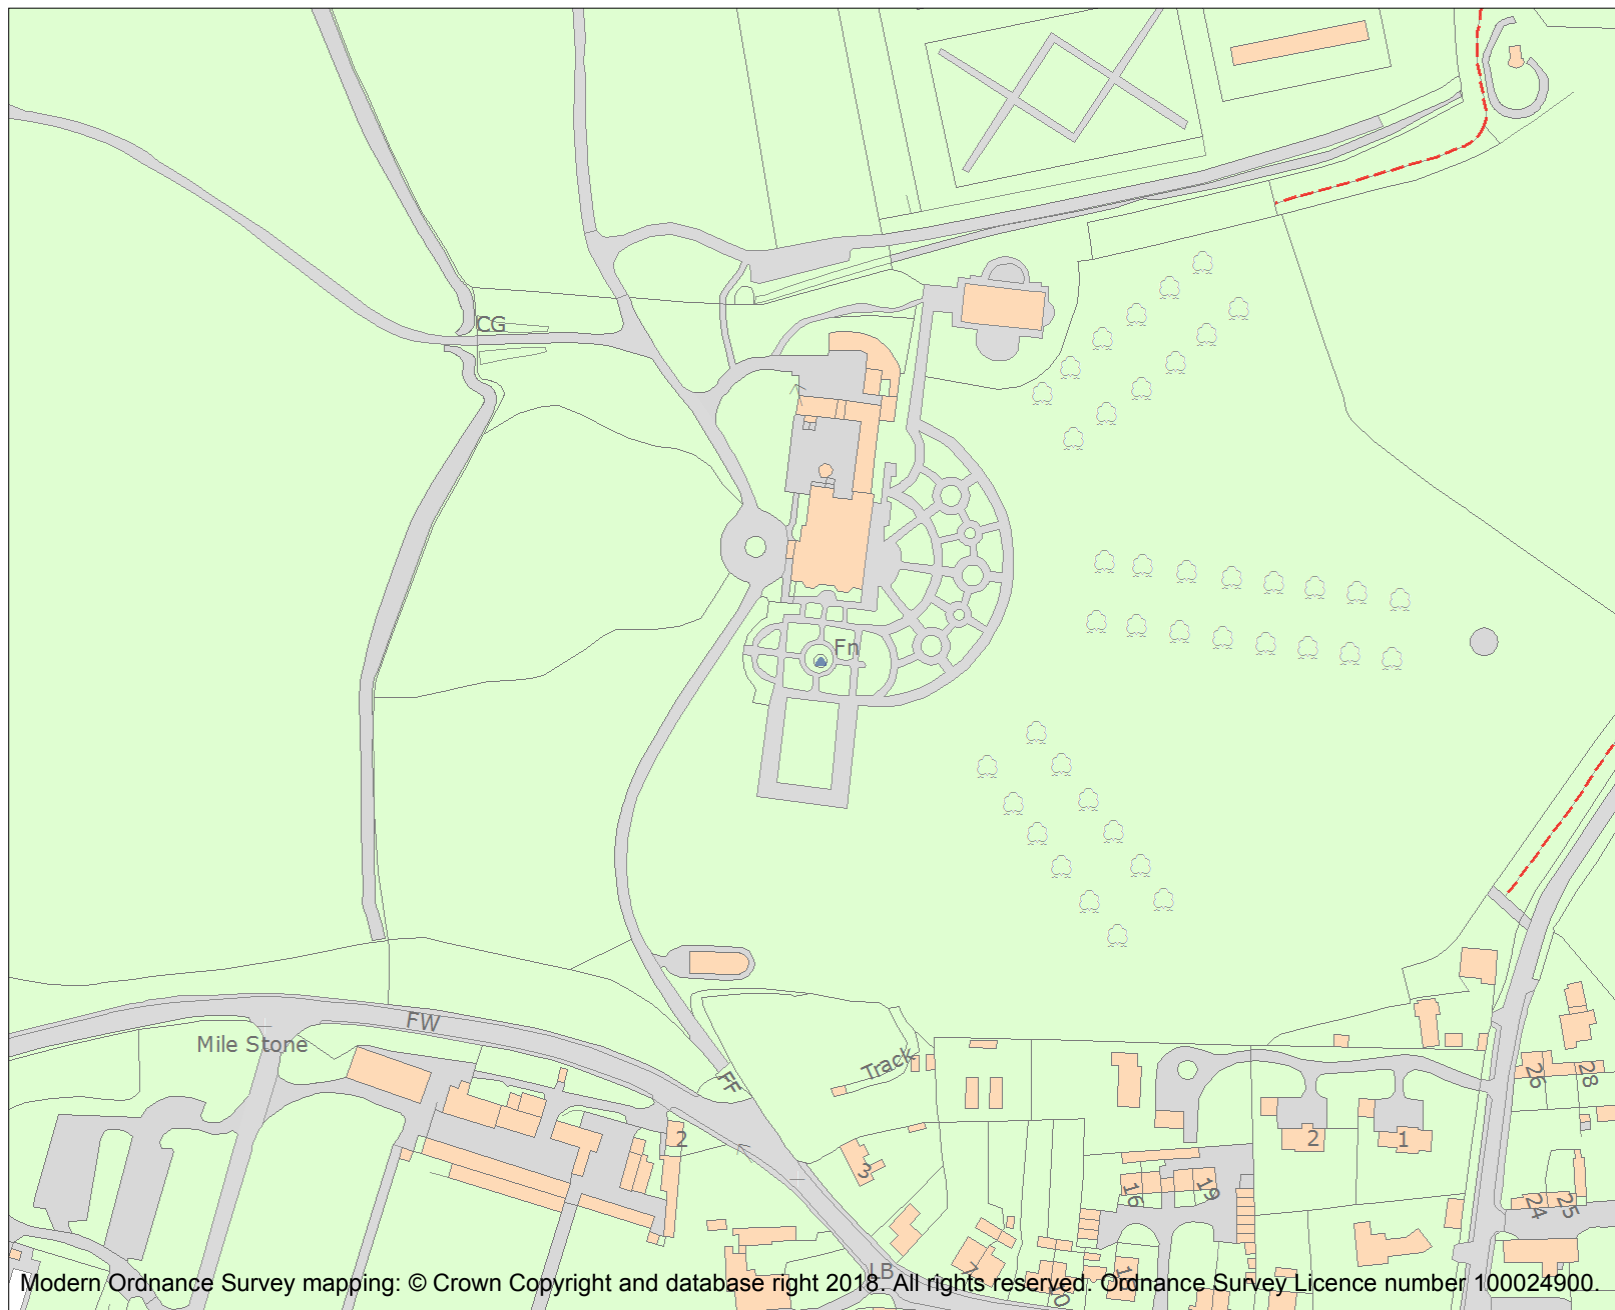 CG
Fn
FW
Mile Stone
Track
FF
26
28
2
2
1
3
16
19
24
25
LB
7
Modern Ordnance Survey mapping: © Crown Copyright and database right 2018. All rights reserved. Ordnance Survey Licence number 100024900.